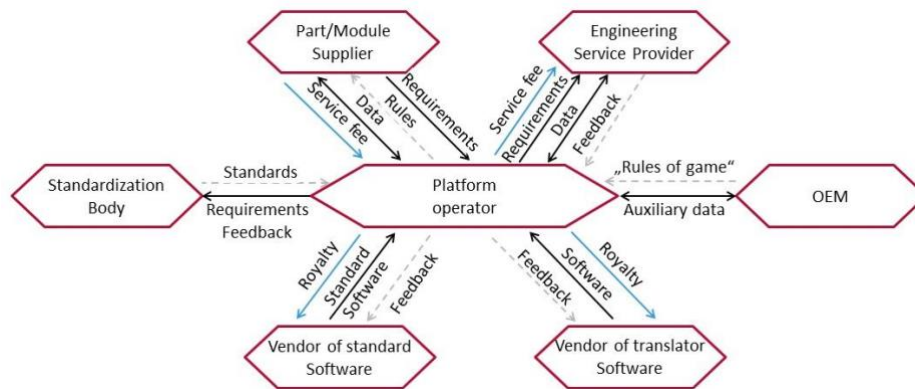 Part/Module
Supplier
Engineering
Service Provider
Service fee
Data
Rules
Requirements
Service fee
Requirements
Data
Feedback
Standardization
Body
Standards
Requirements
Feedback
Platform
operator
„Rules of game“
Auxiliary data
OEM
Royalty
Standard
Software
Feedback
Feedback
Software
Royalty
Vendor of standard
Software
Vendor of translator
Software